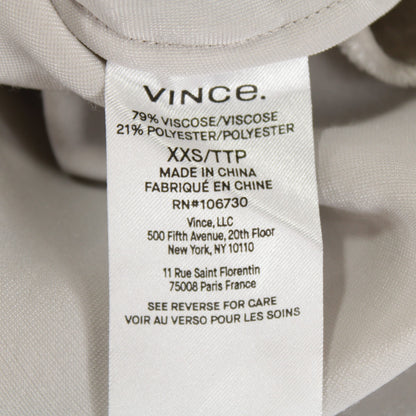 VINCE.
79% VISCOSE/VISCOSE
21% POLYESTER/POLYESTER
XXS/TTP
MADE IN CHINA
FABRIQUÉ EN CHINE
RN#106730
Vince, LLC
500 Fifth Avenue, 20th Floor
New York, NY 10110
11 Rue Saint Florentin
75008 Paris France
SEE REVERSE FOR CARE
VOIR AU VERSO POUR LES SOINS